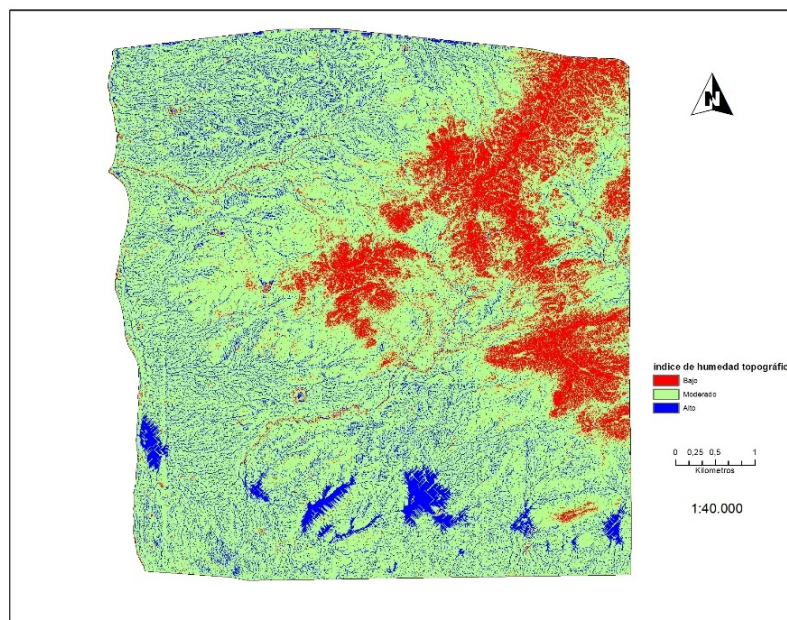 N
índice de humedad topográfic
Bajo
Moderado
Alto
0 0,25 0,5 1
Kilometros
1:40.000